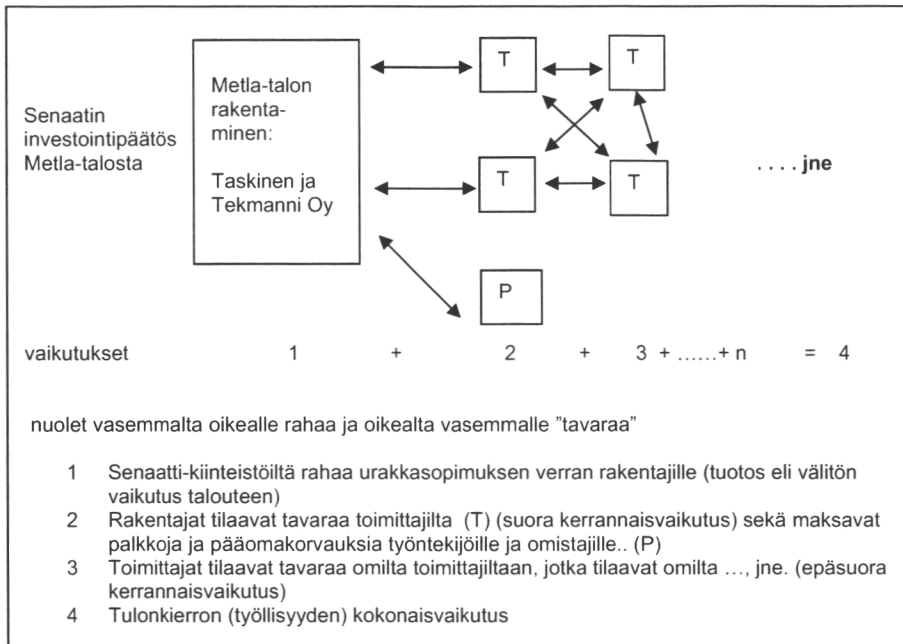 Senaatin
investointipäätös
Metla-talosta
Metla-talon
rakenta-
minen:
Taskinen ja
Tekmanni Oy
T
T
T
T
P
. . . . jne
vaikutukset 1 + 2 + 3 + ……+ n = 4
nuolet vasemmalta oikealle rahaa ja oikealta vasemmalle "tavaraa"
1 Senaatti-kiinteistöiltä rahaa urakkasopimuksen verran rakentajille (tuotos eli välitön
vaikutus talouteen)
2 Rakentajat tilaavat tavaraa toimittajilta (T) (suora kerrannaisvaikutus) sekä maksavat
palkkoja ja pääomakorvauksia työntekijöille ja omistajille.. (P)
3 Toimittajat tilaavat tavaraa omilta toimittajiltaan, jotka tilaavat omilta …, jne. (epäsuora
kerrannaisvaikutus)
4 Tulonkierron (työllisyyden) kokonaisvaikutus